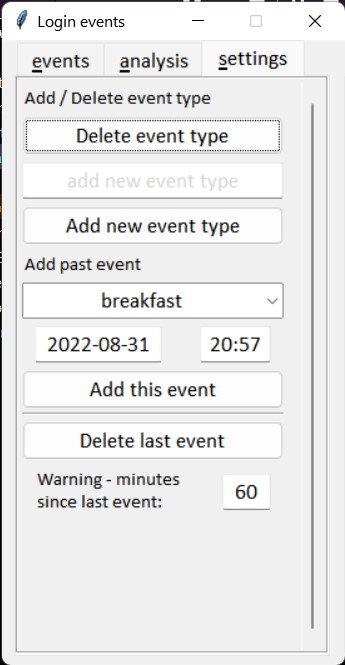 Login events
events analysis settings
Add / Delete event type
Delete event type
add new event type
Add new event type
Add past event
breakfast
2022-08-31 20:57
Add this event
Delete last event
Warning - minutes
since last event: 60